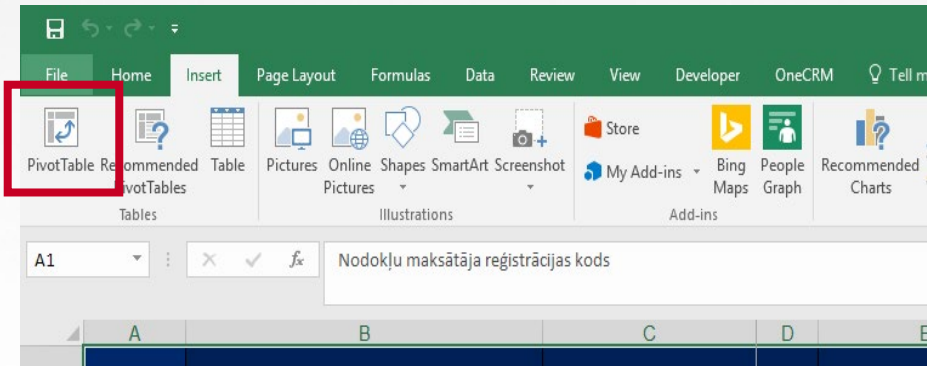 File Home Insert Page Layout Formulas Data Review View Developer OneCRM Tell m
PivotTable Recommended PivotTables Table Pictures Online Pictures Shapes SmartArt Screenshot Store My Add-ins Bing Maps People Graph Recommended Charts
Tables Illustrations Add-ins
A1 fx Nodokļu maksātāja reģistrācijas kods
A B C D E